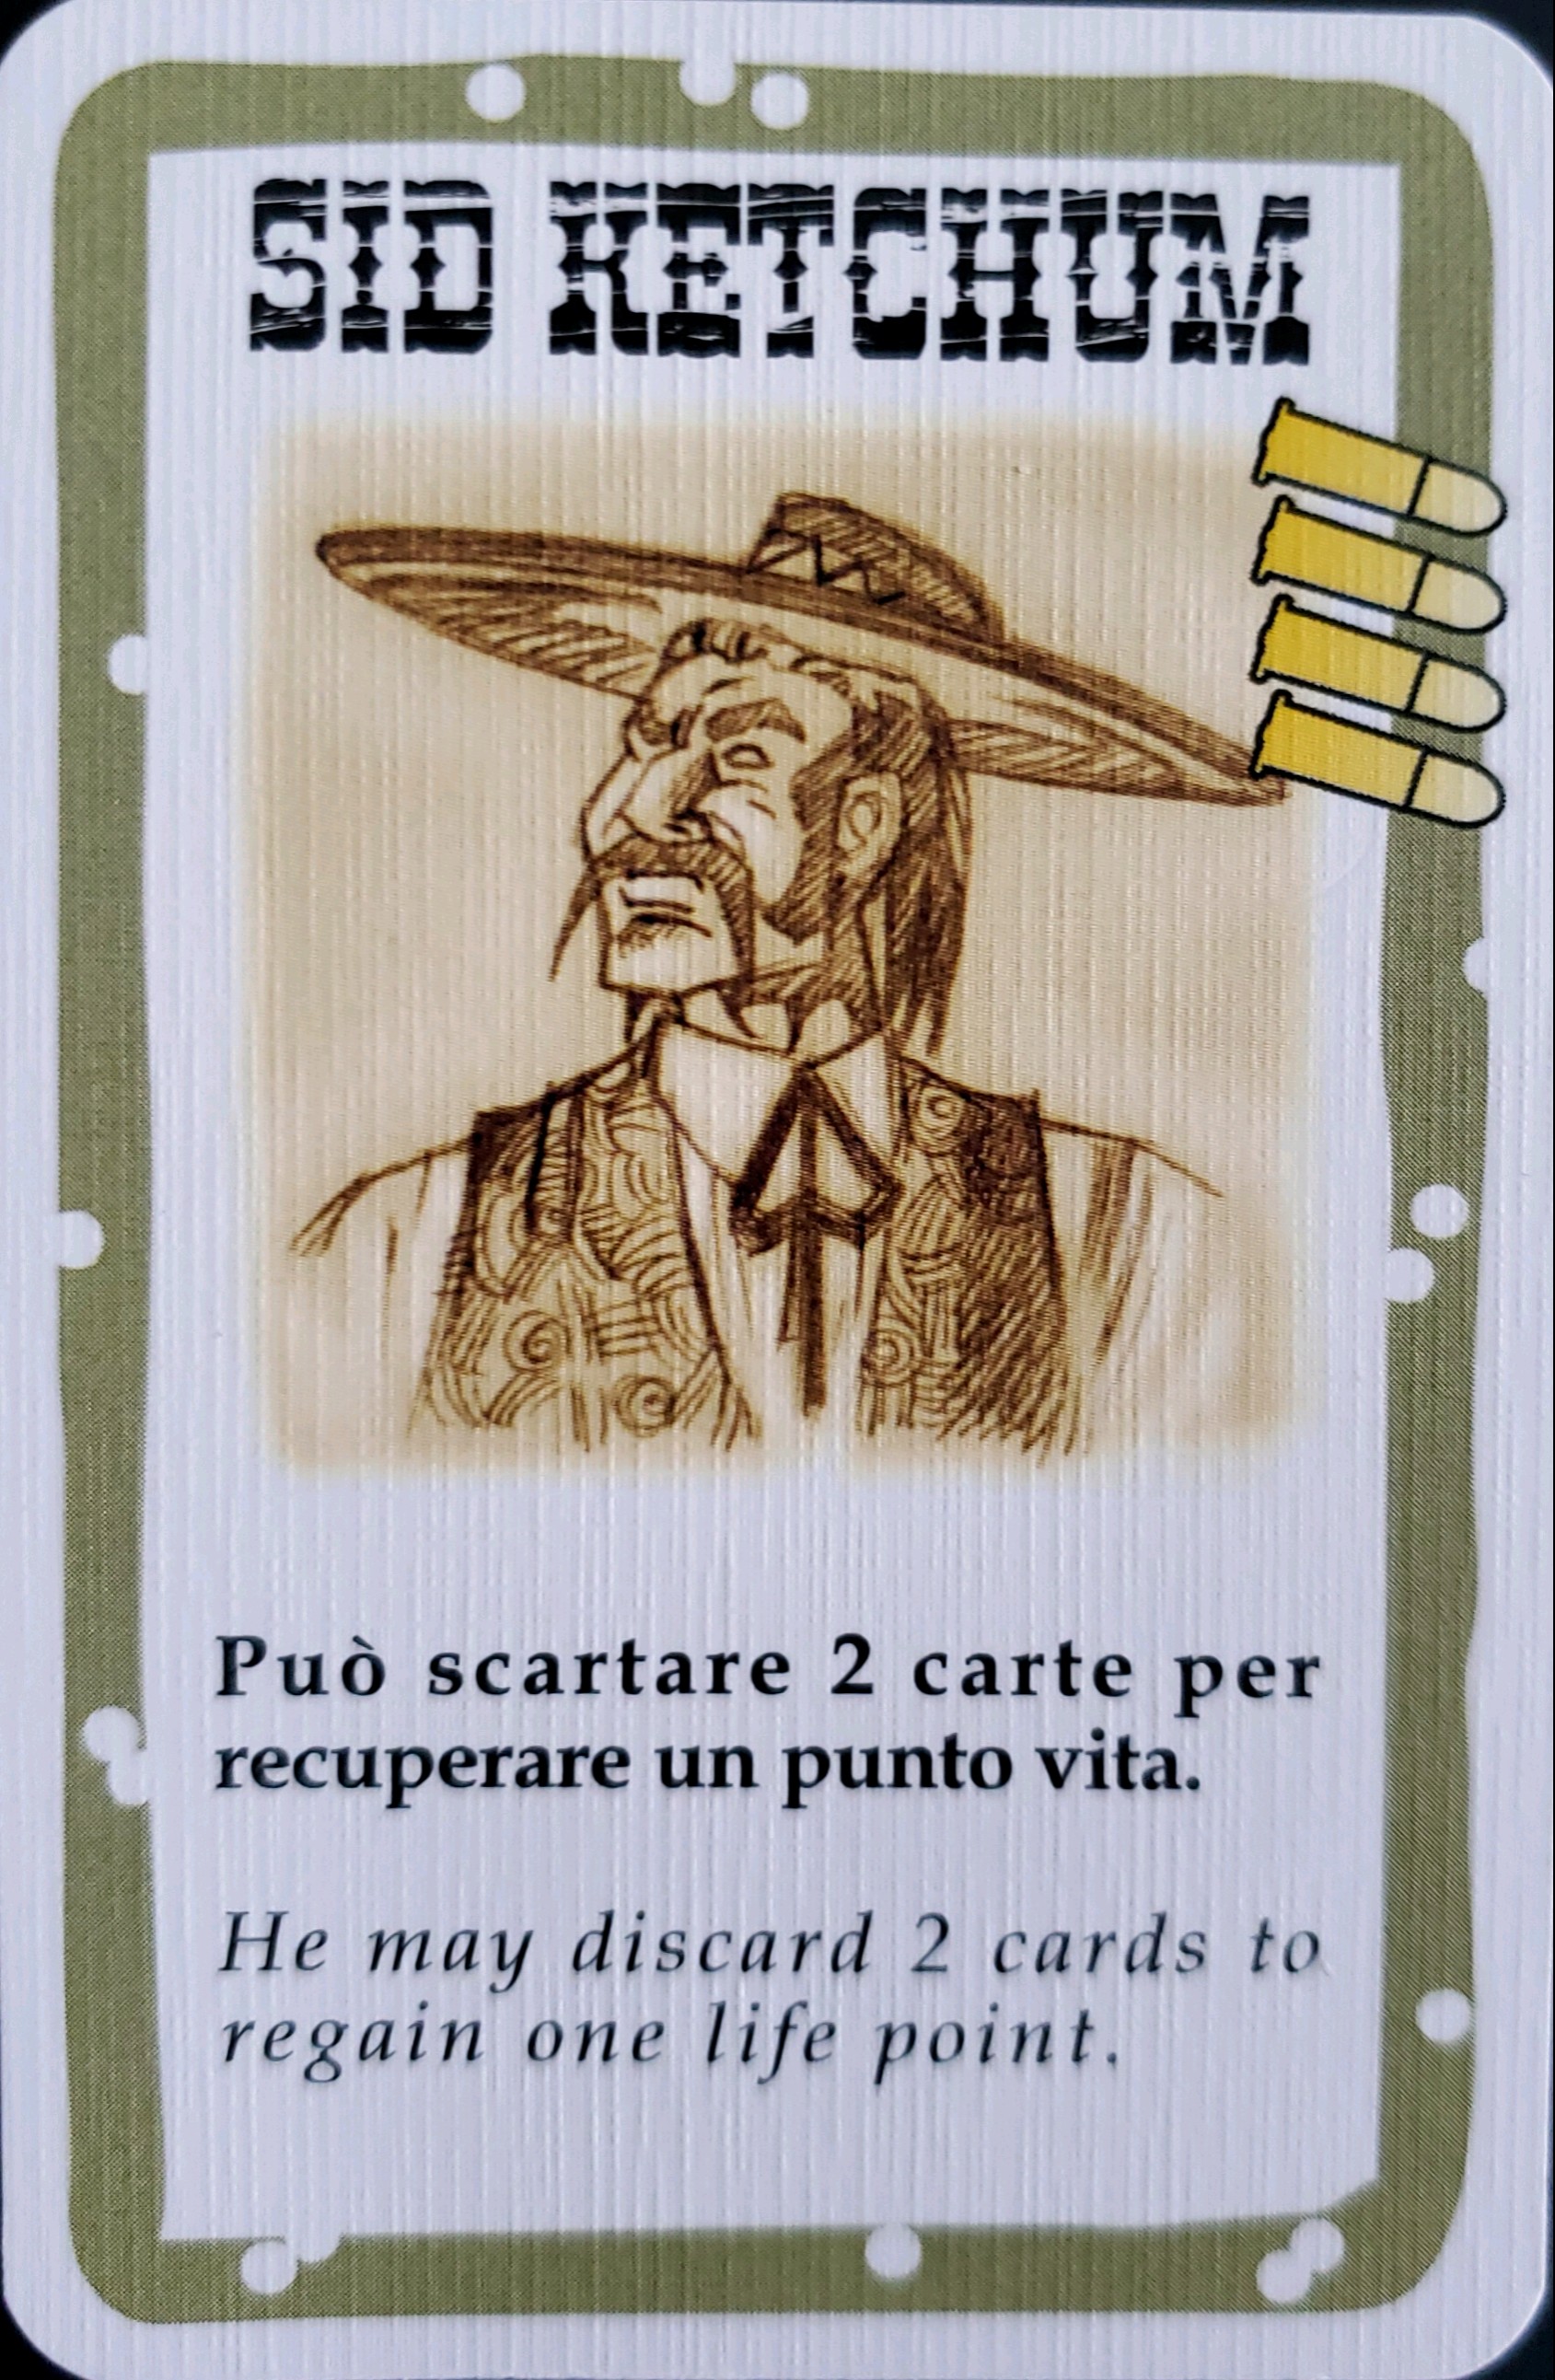 SID KETCHUM
Può scartare 2 carte per
recuperare un punto vita.
He may discard 2 cards to
regain one life point.